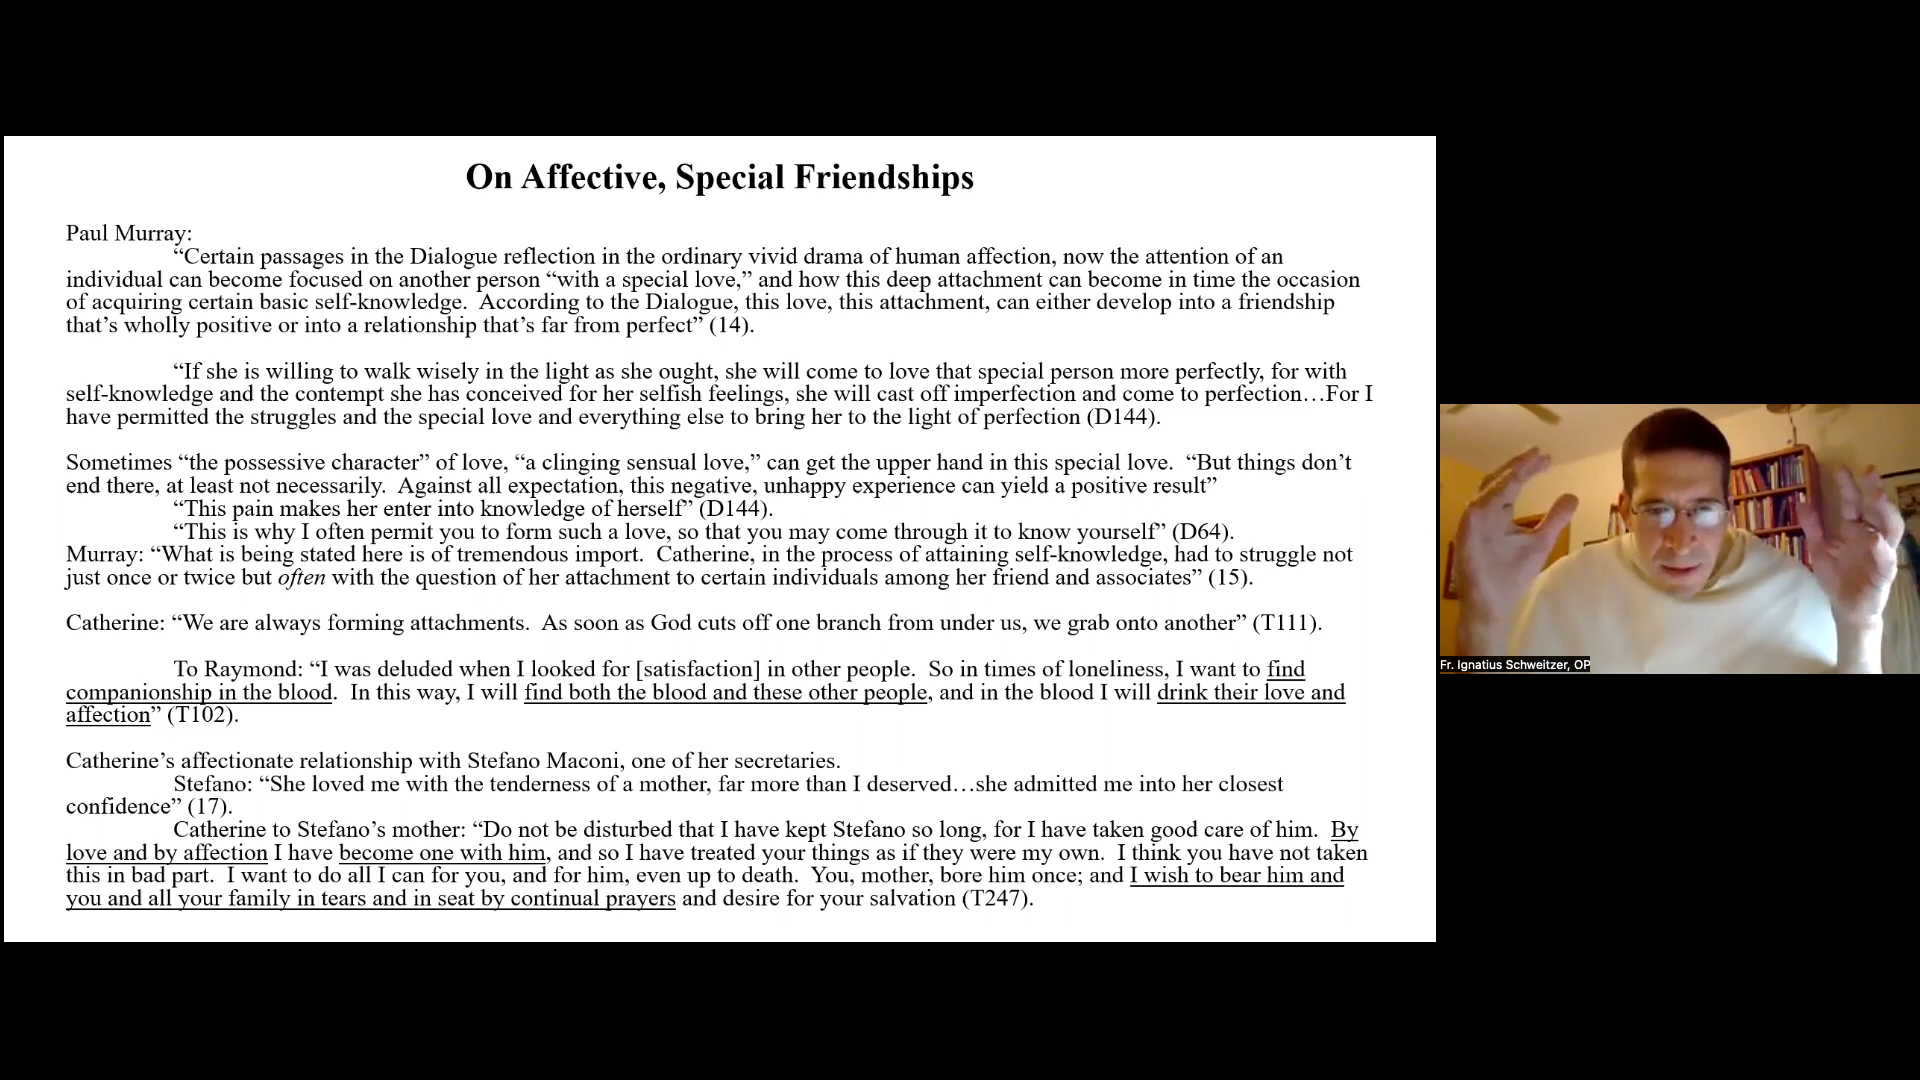 On Affective, Special Friendships
Paul Murray:
“Certain passages in the Dialogue reflection in the ordinary vivid drama of human affection, now the attention of an
individual can become focused on another person “with a special love,” and how this deep attachment can become in time the occasion
of acquiring certain basic self-knowledge.  According to the Dialogue, this love, this attachment, can either develop into a friendship
that’s wholly positive or into a relationship that’s far from perfect” (14).
“If she is willing to walk wisely in the light as she ought, she will come to love that special person more perfectly, for with
self-knowledge and the contempt she has conceived for her selfish feelings, she will cast off imperfection and come to perfection…For I
have permitted the struggles and the special love and everything else to bring her to the light of perfection (D144).
Sometimes “the possessive character” of love, “a clinging sensual love,” can get the upper hand in this special love.  “But things don’t
end there, at least not necessarily.  Against all expectation, this negative, unhappy experience can yield a positive result”
“This pain makes her enter into knowledge of herself” (D144).
“This is why I often permit you to form such a love, so that you may come through it to know yourself” (D64).
Murray: “What is being stated here is of tremendous import.  Catherine, in the process of attaining self-knowledge, had to struggle not
just once or twice but often with the question of her attachment to certain individuals among her friend and associates” (15).
Catherine: “We are always forming attachments.  As soon as God cuts off one branch from under us, we grab onto another” (T111).
To Raymond: “I was deluded when I looked for [satisfaction] in other people.  So in times of loneliness, I want to find
companionship in the blood.  In this way, I will find both the blood and these other people, and in the blood I will drink their love and
affection” (T102).
Catherine’s affectionate relationship with Stefano Maconi, one of her secretaries.
Stefano: “She loved me with the tenderness of a mother, far more than I deserved…she admitted me into her closest
confidence” (17).
Catherine to Stefano’s mother: “Do not be disturbed that I have kept Stefano so long, for I have taken good care of him.  By
love and by affection I have become one with him, and so I have treated your things as if they were my own.  I think you have not taken
this in bad part.  I want to do all I can for you, and for him, even up to death.  You, mother, bore him once; and I wish to bear him and
you and all your family in tears and in seat by continual prayers and desire for your salvation (T247).
Fr. Ignatius Schweitzer, OP